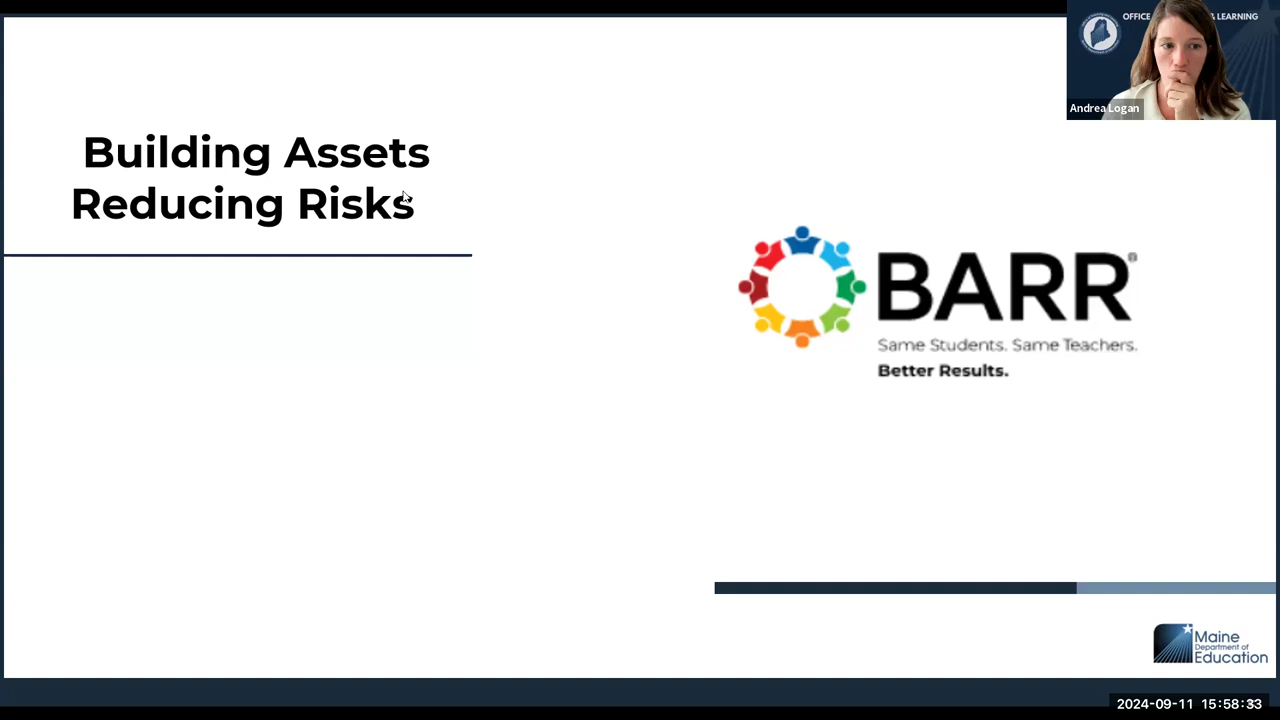 OFFICE & LEARNING
Andrea Logan
Building Assets
Reducing Risks
BARR®
Same Students. Same Teachers.
Better Results.
Maine
Department of
Education
2024-09-11 15:58:33